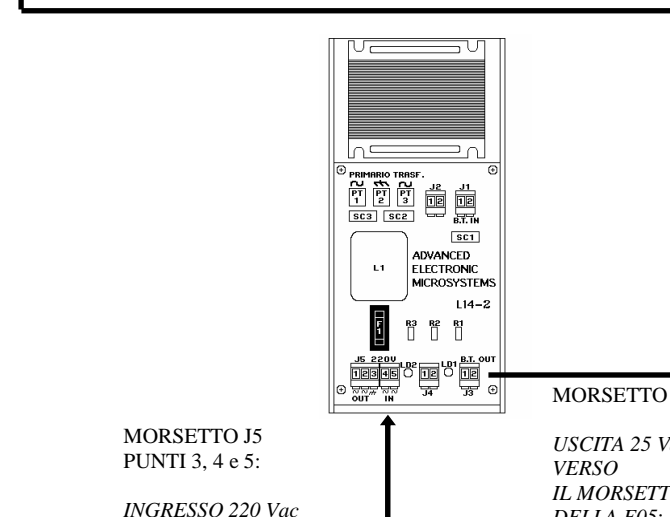 PRIMARIO TRASF.
PT 1
PT 2
PT 3
J2
J1
1 2
1 2
B.T. IN
SC3
SC2
SC1
L1
ADVANCED
ELECTRONIC
MICROSYSTEMS
L14-2
F1
R3
R2
R1
J5 220V
LD2
LD1
B.T. OUT
1 2 3
4 5
1 2
1 2
OUT
IN
J4
J3
MORSETTO
MORSETTO J5
PUNTI 3, 4 e 5:
INGRESSO 220 Vac
USCITA 25 V
VERSO
IL MORSETT
DELLA F05: